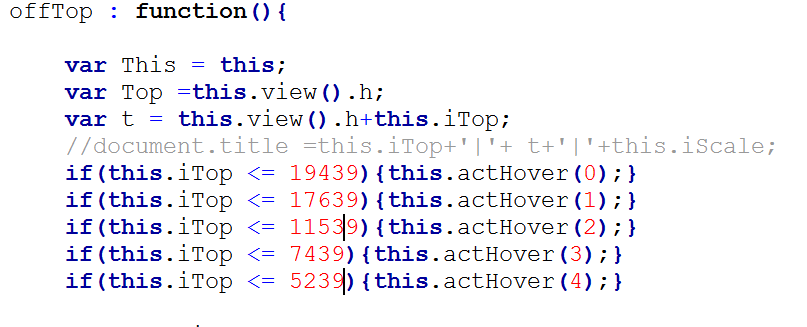 offTop : function(){
var This = this;
var Top =this.view().h;
var t = this.view().h+this.iTop;
//document.title =this.iTop+'|'+ t+'|'+this.iScale;
if(this.iTop <= 19439){this.actHover(0);}
if(this.iTop <= 17639){this.actHover(1);}
if(this.iTop <= 11539){this.actHover(2);}
if(this.iTop <= 7439){this.actHover(3);}
if(this.iTop <= 5239){this.actHover(4);}